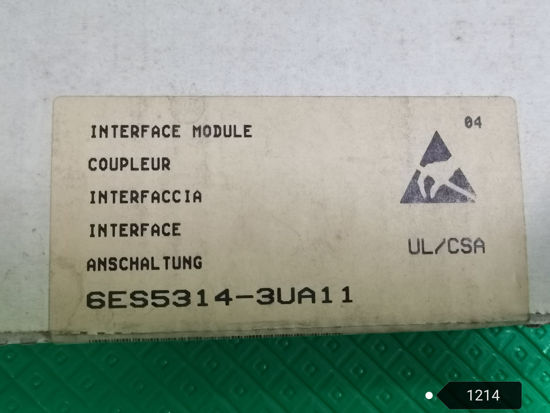 04
INTERFACE MODULE
COUPLEUR
INTERFACCIA
INTERFACE
UL/CSA
ANSCHALTUNG
6ES5314-3UA11
1214